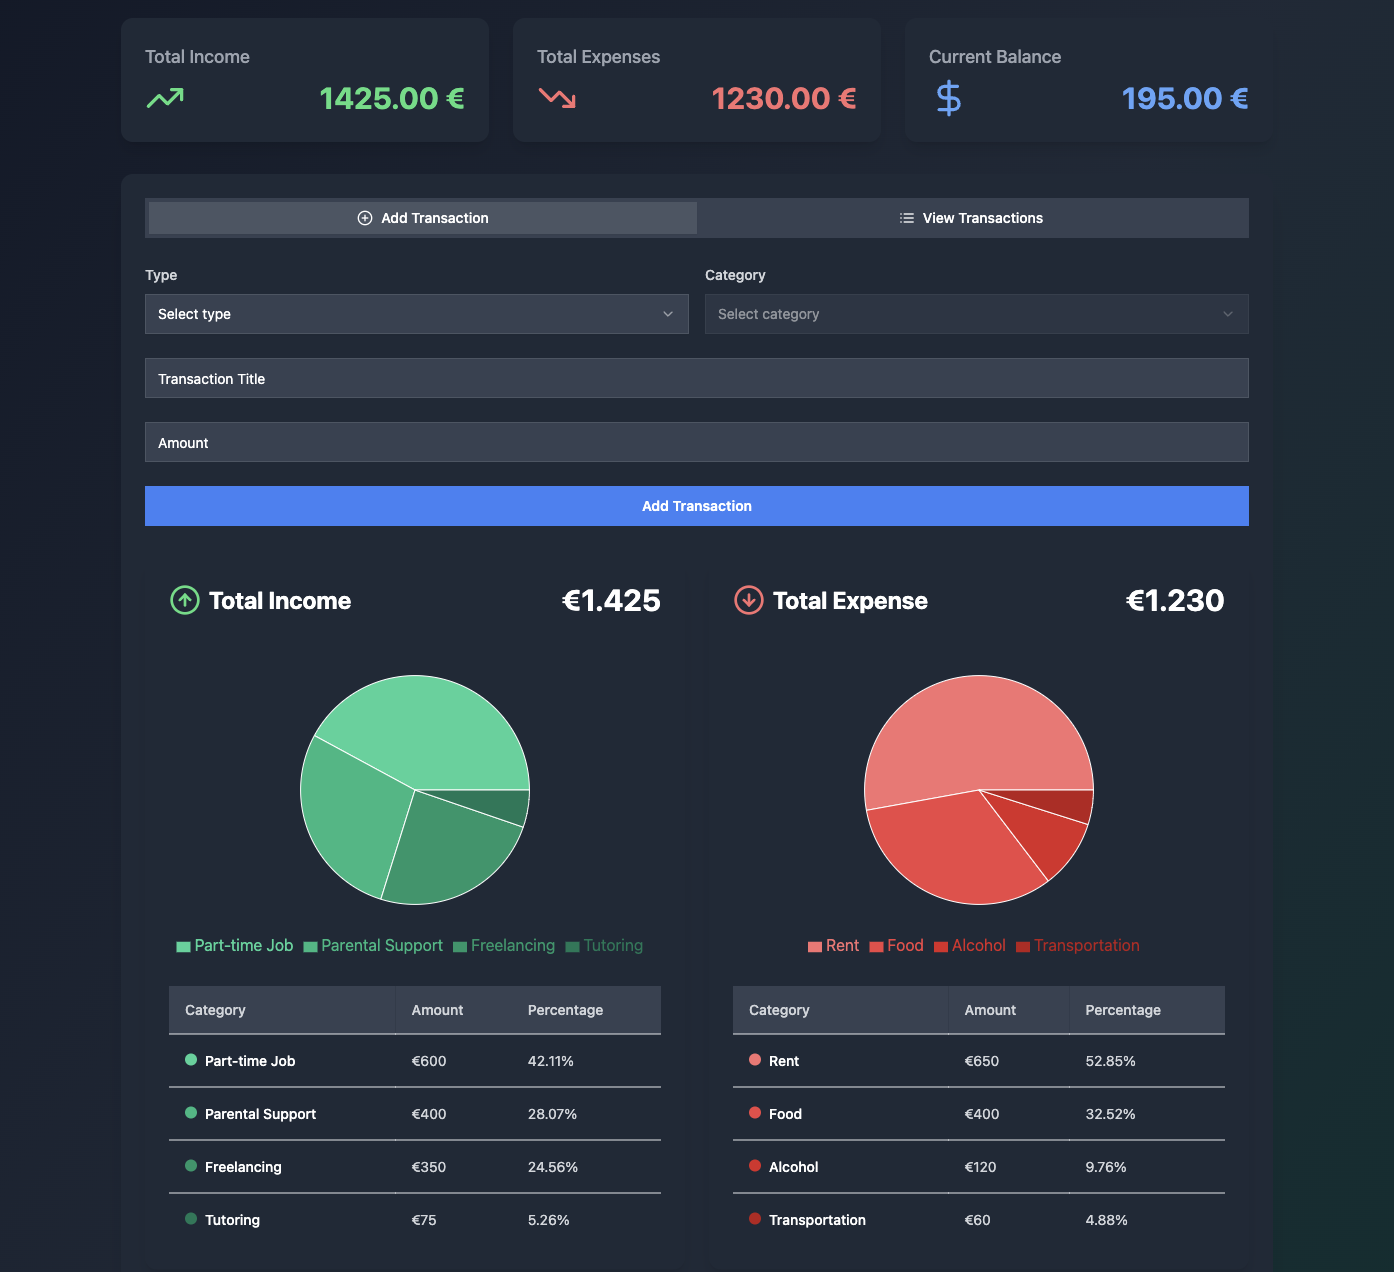 Total Income
1425.00 €
Total Expenses
1230.00 €
Current Balance
195.00 €
Add Transaction
View Transactions
Type
Category
Select type
Select category
Transaction Title
Amount
Add Transaction
Total Income
€1.425
Part-time Job Parental Support Freelancing Tutoring
Category Amount Percentage
Part-time Job €600 42.11%
Parental Support €400 28.07%
Freelancing €350 24.56%
Tutoring €75 5.26%
Total Expense
€1.230
Rent Food Alcohol Transportation
Category Amount Percentage
Rent €650 52.85%
Food €400 32.52%
Alcohol €120 9.76%
Transportation €60 4.88%